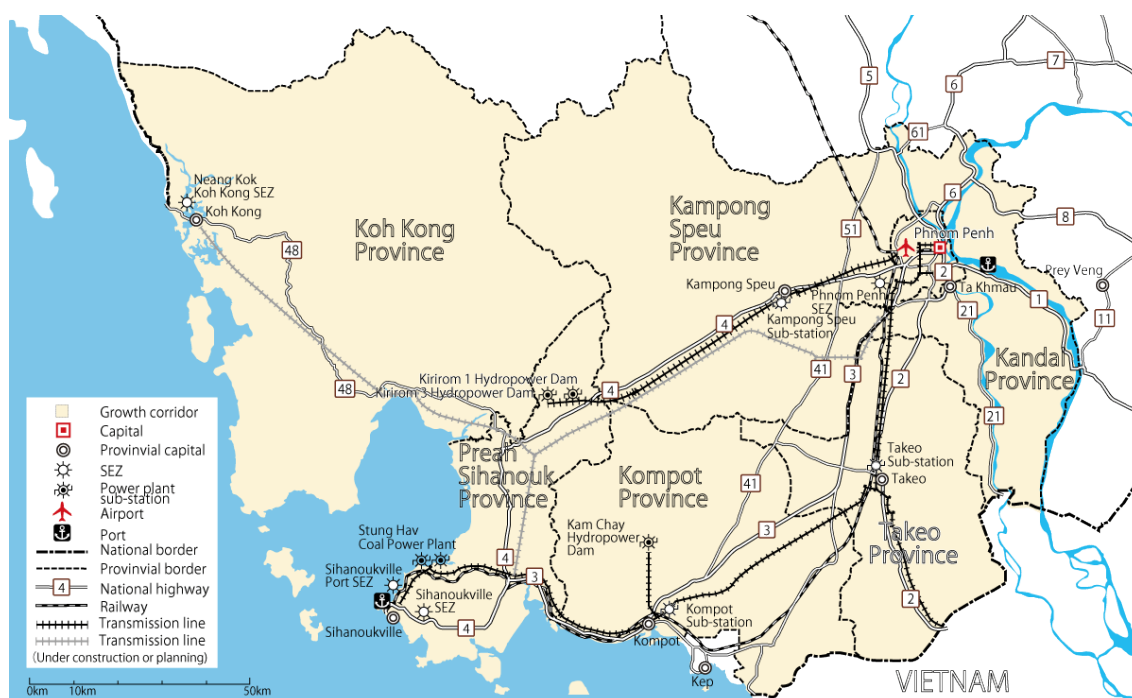 5
6
7
61
6
8
51
Neang Kok
Koh Kong SEZ
Koh Kong
Koh Kong
Province
Kampong
Speu
Province
Phnom Penh
48
Kampong Speu
Phnom Penh
SEZ
Kampong Speu
Sub-station
2
Ta Khmau
Prey Veng
1
21
11
4
Kandah
Province
48
Kirirom 1 Hydropower Dam
Kirirom 3 Hydropower Dam
4
41
3
2
21
Preah
Sihanouk
Province
Kompot
Province
Takeo
Sub-station
Takeo
41
Kam Chay
Hydropower
Dam
3
Takeo
Province
Stung Hav
Coal Power Plant
4
Sihanoukville
Port SEZ
3
Sihanoukville
SEZ
Sihanoukville
4
Kompot
Sub-station
Kompot
2
Kep
VIETNAM
Growth corridor
Capital
Provinvial capital
SEZ
Power plant
sub-station
Airport
Port
National border
Provincial border
4 National highway
Railway
Transmission line
Transmission line
(Under construction or planning)
0km 10km 50km